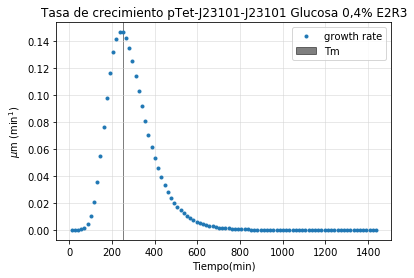 Tasa de crecimiento pTet-J23101-J23101 Glucosa 0,4% E2R3
growth rate
Tm
μm (min¹)
0.14
0.12
0.10
0.08
0.06
0.04
0.02
0.00
0 200 400 600 800 1000 1200 1400
Tiempo(min)